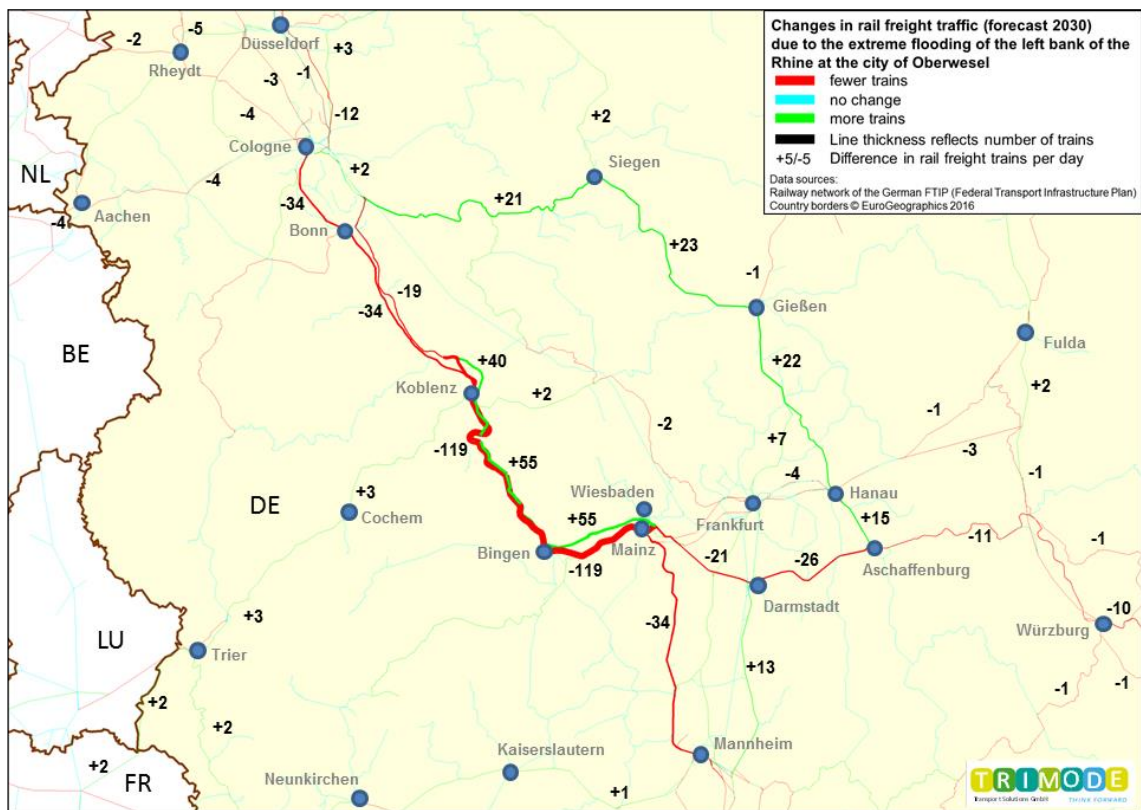 Changes in rail freight traffic (forecast 2030)
due to the extreme flooding of the left bank of the
Rhine at the city of Oberwesel
fewer trains
no change
more trains
Line thickness reflects number of trains
+5/-5 Difference in rail freight trains per day
Data sources:
Railway network of the German FTIP (Federal Transport Infrastructure Plan)
Country borders © EuroGeographics 2016
-5
Düsseldorf
-2
+3
Rheydt
-1
-3
-4
-12
+2
Cologne
NL
+2
Siegen
-4
Aachen
+21
-34
-4
Bonn
+23
-1
-19
Gießen
-34
Fulda
BE
+40
+22
+2
Koblenz
+2
-1
-2
-119
+7
-3
+55
-4
-1
DE
+3
Wiesbaden
Hanau
Cochem
+55
Frankfurt
+15
Mainz
-11
-1
Bingen
-21
-26
Aschaffenburg
-119
Darmstadt
-10
+3
-34
Würzburg
LU
Trier
+13
-1
-1
+2
+2
Kaiserslautern
Mannheim
+2
FR
Neunkirchen
+1
TRIMODE
Transport Solutions GmbH
THINK FORWARD